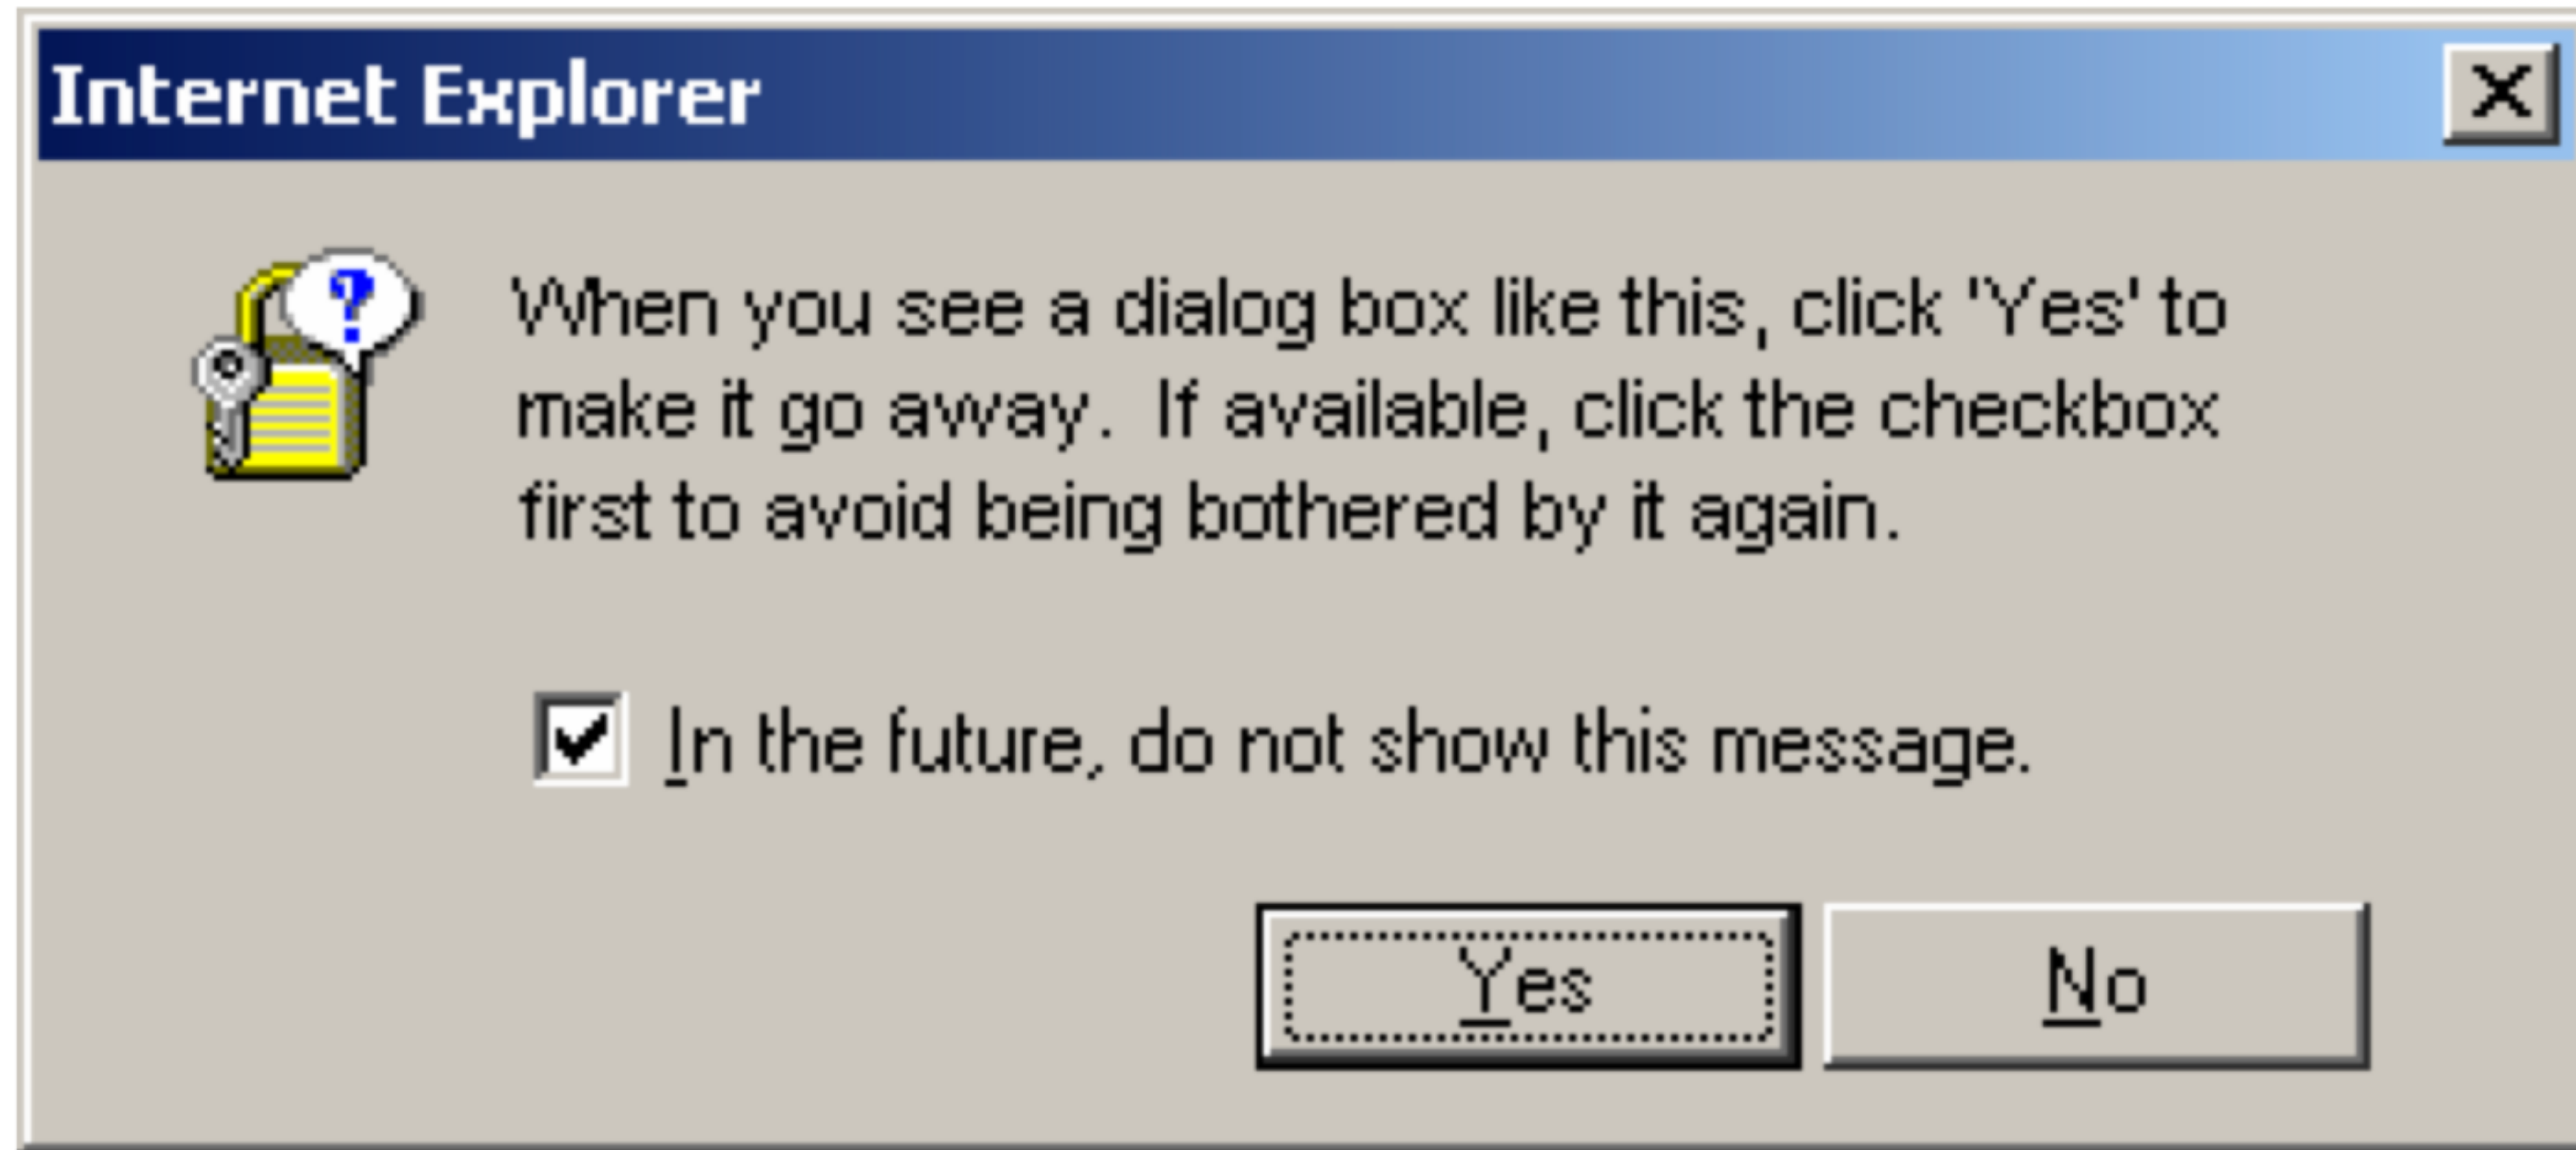 Internet Explorer
?
When you see a dialog box like this, click 'Yes' to
make it go away.  If available, click the checkbox
first to avoid being bothered by it again.
In the future, do not show this message.
Yes
No